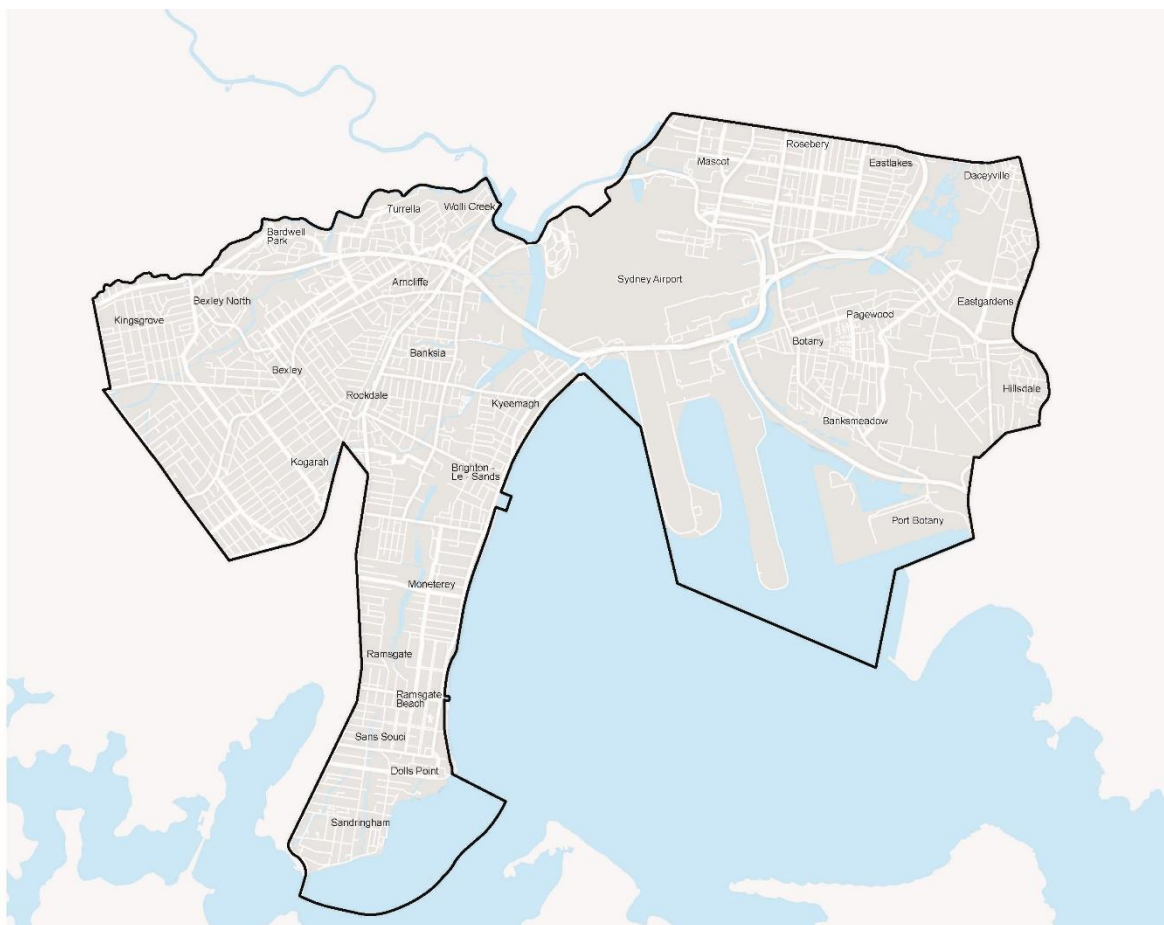 Rosebery
Mascot
Eastlakes
Daceyville
Turrella
Wolli Creek
Bardwell
Park
Sydney Airport
Arncliffe
Bexley North
Eastgardens
Kingsgrove
Pagewood
Botany
Banksia
Bexley
Hillsdale
Rockdale
Kyeemagh
Banksmeadow
Kogarah
Brighton -
Le - Sands
Port Botany
Moneterey
Ramsgate
Ramsgate
Beach
Sans Souci
Dolls Point
Sandringham